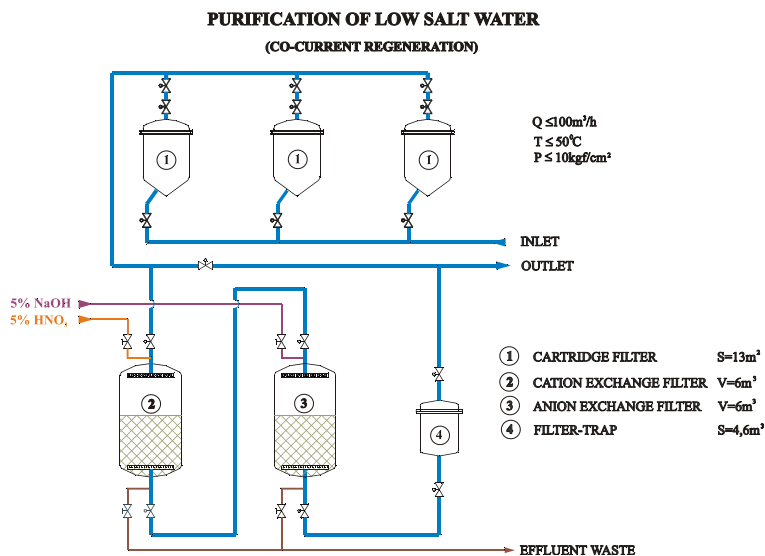 PURIFICATION OF LOW SALT WATER
(CO-CURRENT REGENERATION)
Q ≤100m³/h
T ≤ 50⁰C
P ≤ 10kgf/cm²
1
1
1
INLET
OUTLET
5% NaOH
5% HNO₃
1 CARTRIDGE FILTER S=13m²
2 CATION EXCHANGE FILTER V=6m³
3 ANION EXCHANGE FILTER V=6m³
4 FILTER-TRAP S=4,6m³
2
3
4
EFFLUENT WASTE